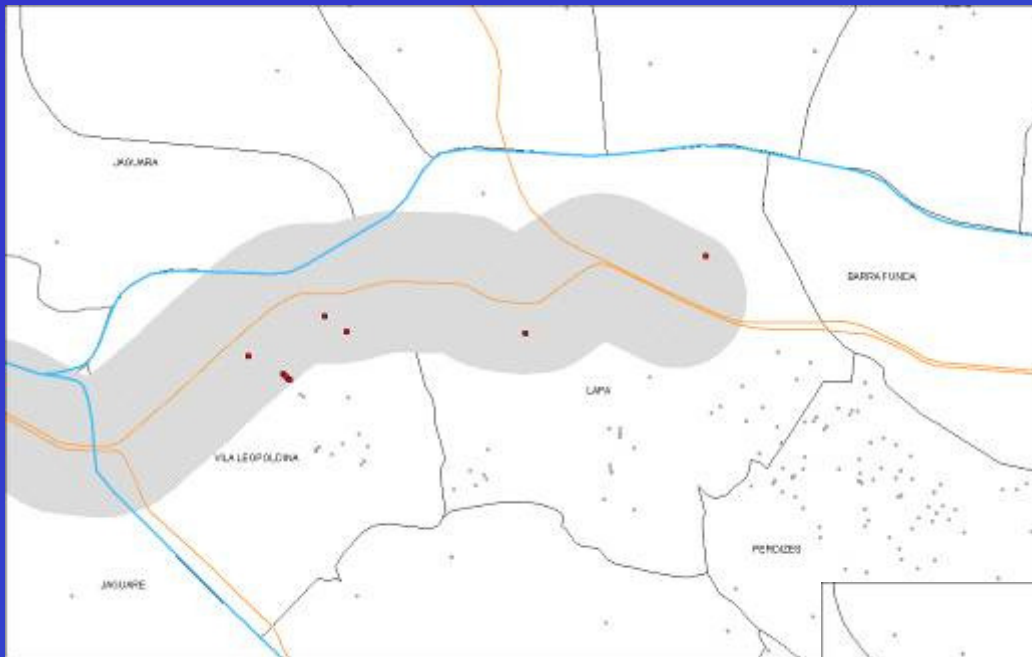 JAGUARA
BARRA FUNDA
LAPA
VILA LEOPOLDINA
PERDIZES
JAGUARE